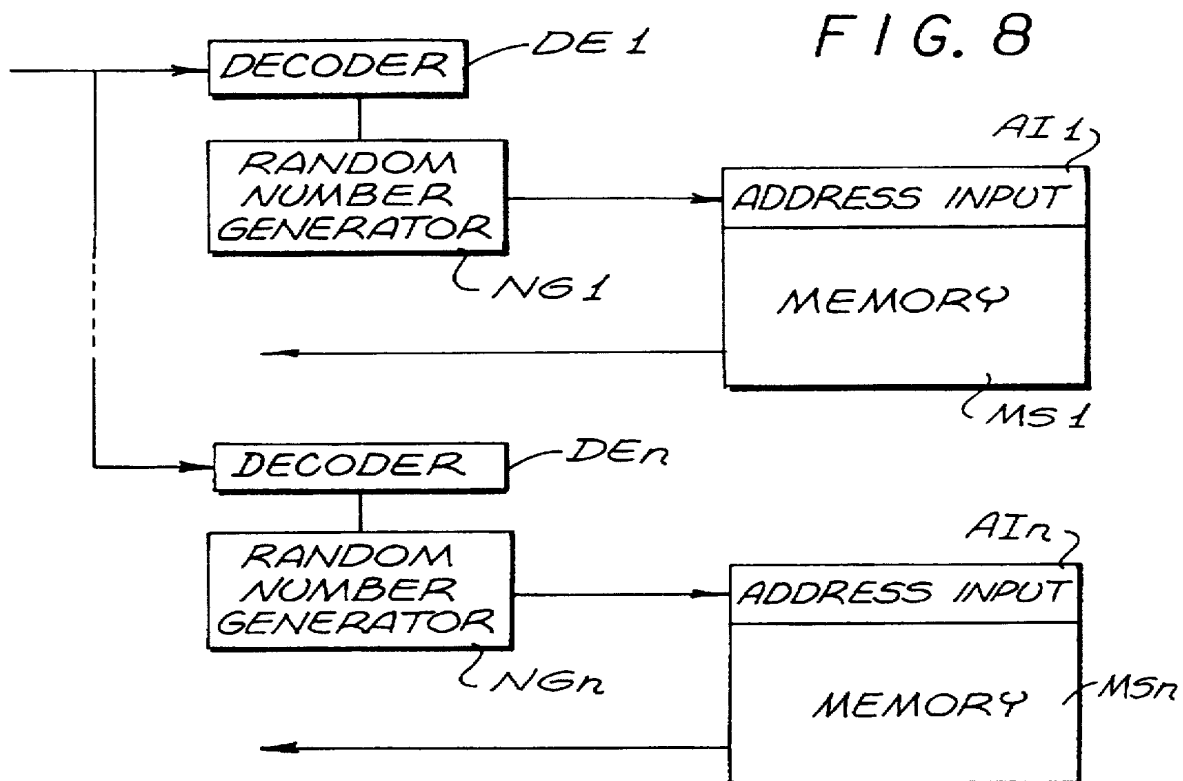 FIG. 8
DECODER
DE 1
RANDOM
NUMBER
GENERATOR
NG 1
AI 1
ADDRESS INPUT
MEMORY
MS 1
DECODER
DEn
RANDOM
NUMBER
GENERATOR
NGn
AIn
ADDRESS INPUT
MEMORY
MSn